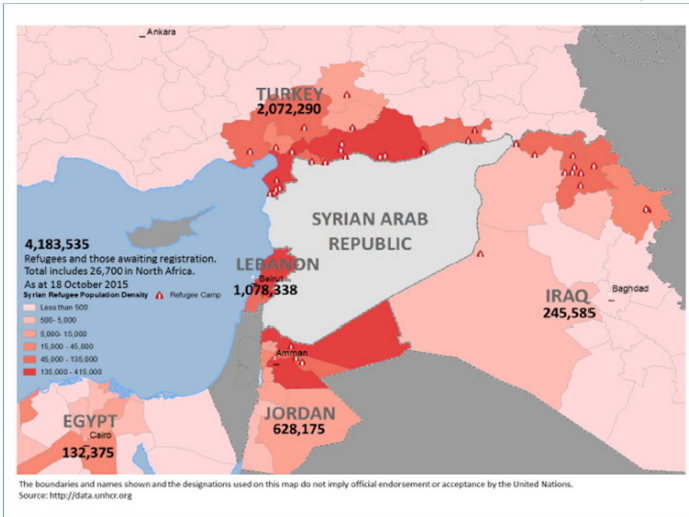 Ankara
TURKEY
2,072,290
SYRIAN ARAB
REPUBLIC
4,183,535
Refugees and those awaiting registration.
Total includes 26,700 in North Africa.
As at 18 October 2015
Syrian Refugee Population Density
Refugee Camp
Less than 500
500- 5,000
5,000- 15,000
15,000 - 45,000
45,000 - 135,000
135,000 - 415,000
LEBANON
Beirut
1,078,338
IRAQ
Baghdad
245,585
Amman
JORDAN
628,175
EGYPT
Cairo
132,375
The boundaries and names shown and the designations used on this map do not imply official endorsement or acceptance by the United Nations.
Source: http://data.unhcr.org